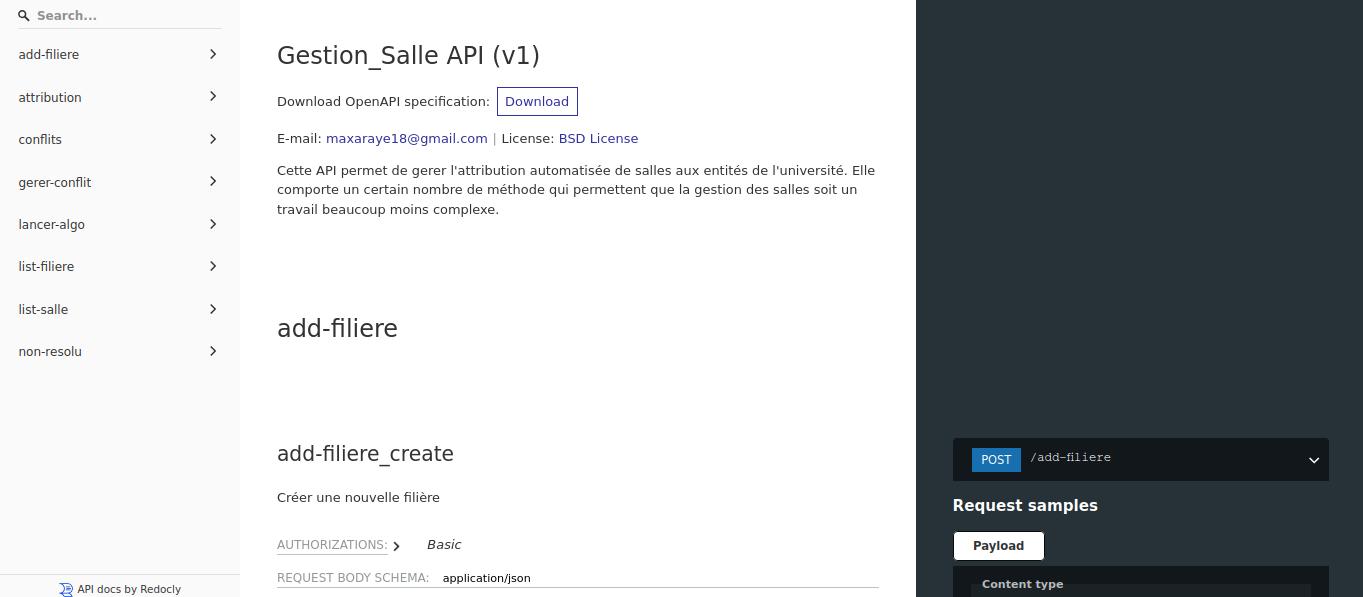 Search...
add-filiere
attribution
conflits
gerer-conflit
lancer-algo
list-filiere
list-salle
non-resolu
API docs by Redocly
Gestion_Salle API (v1)
Download OpenAPI specification: Download
E-mail: maxaraye18@gmail.com | License: BSD License
Cette API permet de gerer l'attribution automatisée de salles aux entités de l'université. Elle
comporte un certain nombre de méthode qui permettent que la gestion des salles soit un
travail beaucoup moins complexe.
add-filiere
add-filiere_create
Créer une nouvelle filière
AUTHORIZATIONS: Basic
REQUEST BODY SCHEMA: application/json
POST /add-filiere
Request samples
Payload
Content type